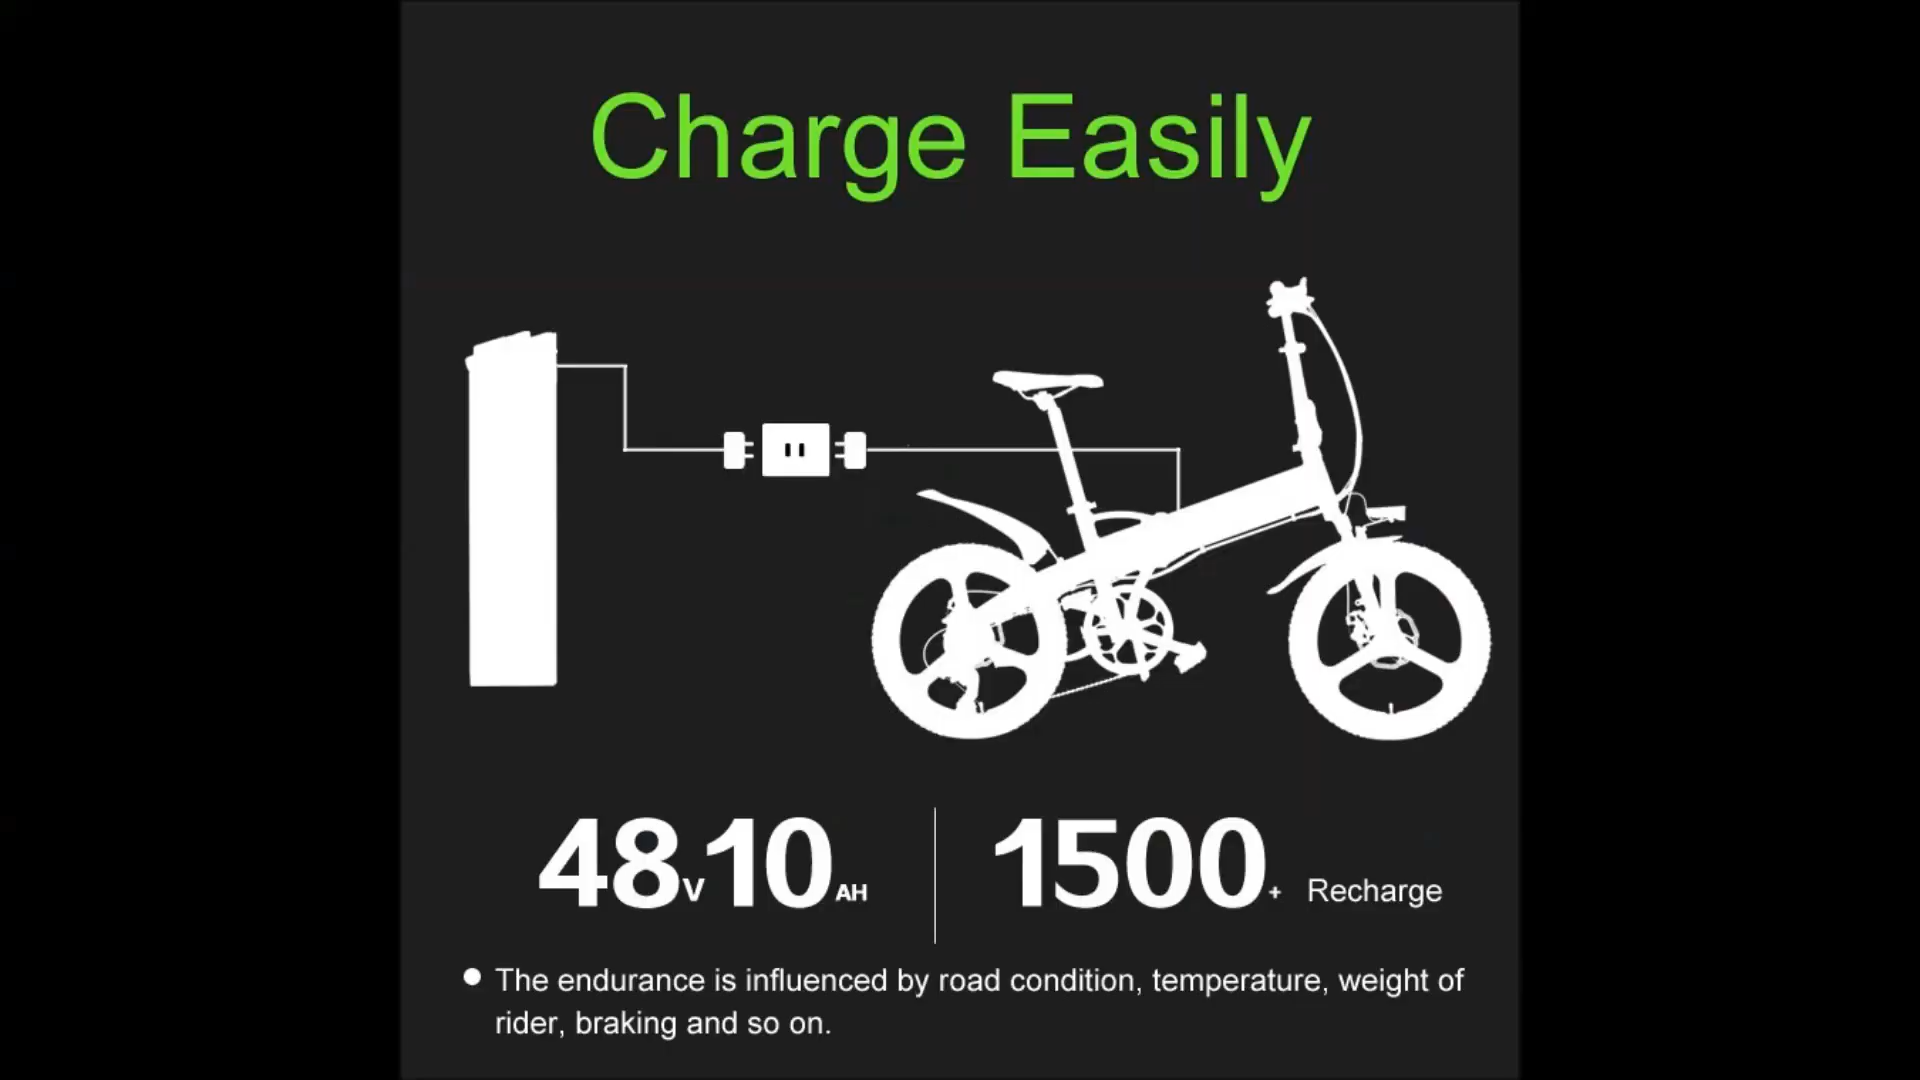 Charge Easily
48V10AH
1500+ Recharge
● The endurance is influenced by road condition, temperature, weight of
rider, braking and so on.